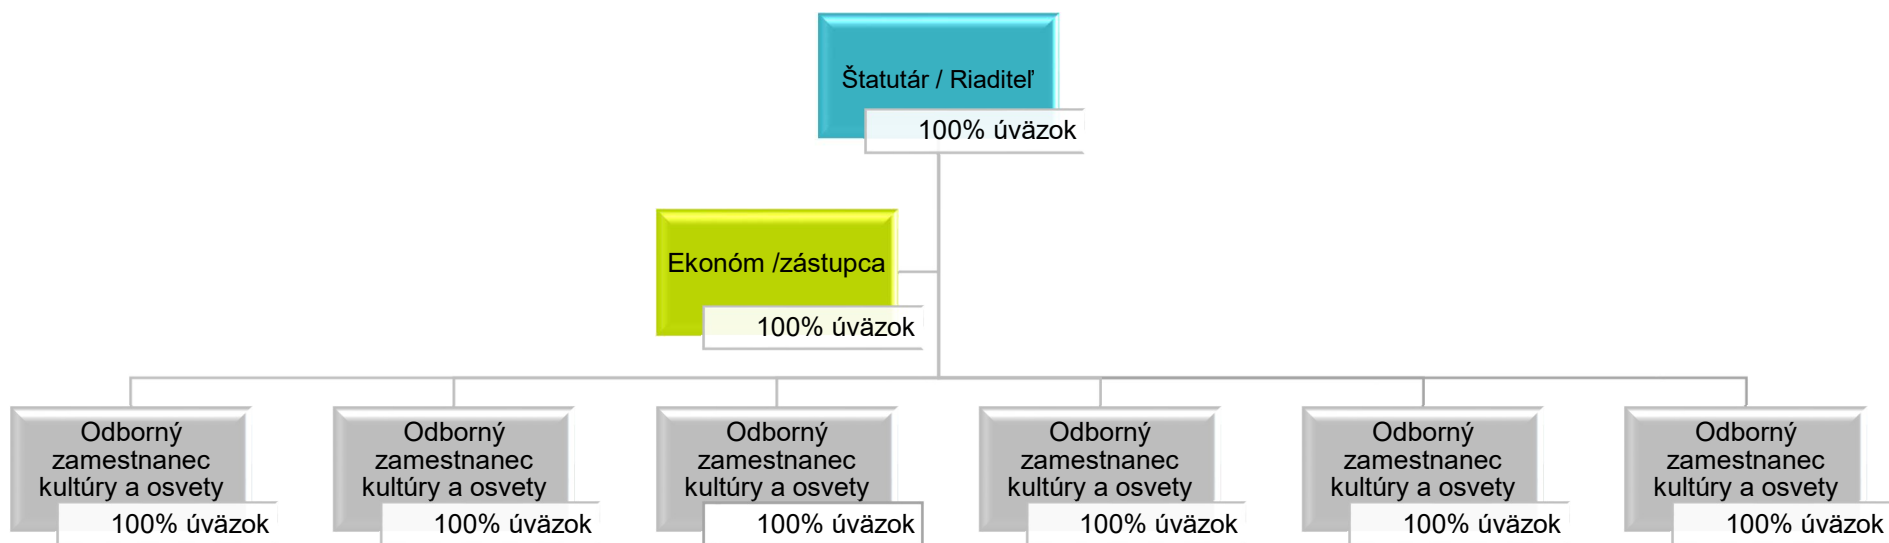 Štatutár / Riaditeľ
100% úväzok
Ekonóm /zástupca
100% úväzok
Odborný
zamestnanec
kultúry a osvety
100% úväzok
Odborný
zamestnanec
kultúry a osvety
100% úväzok
Odborný
zamestnanec
kultúry a osvety
100% úväzok
Odborný
zamestnanec
kultúry a osvety
100% úväzok
Odborný
zamestnanec
kultúry a osvety
100% úväzok
Odborný
zamestnanec
kultúry a osvety
100% úväzok